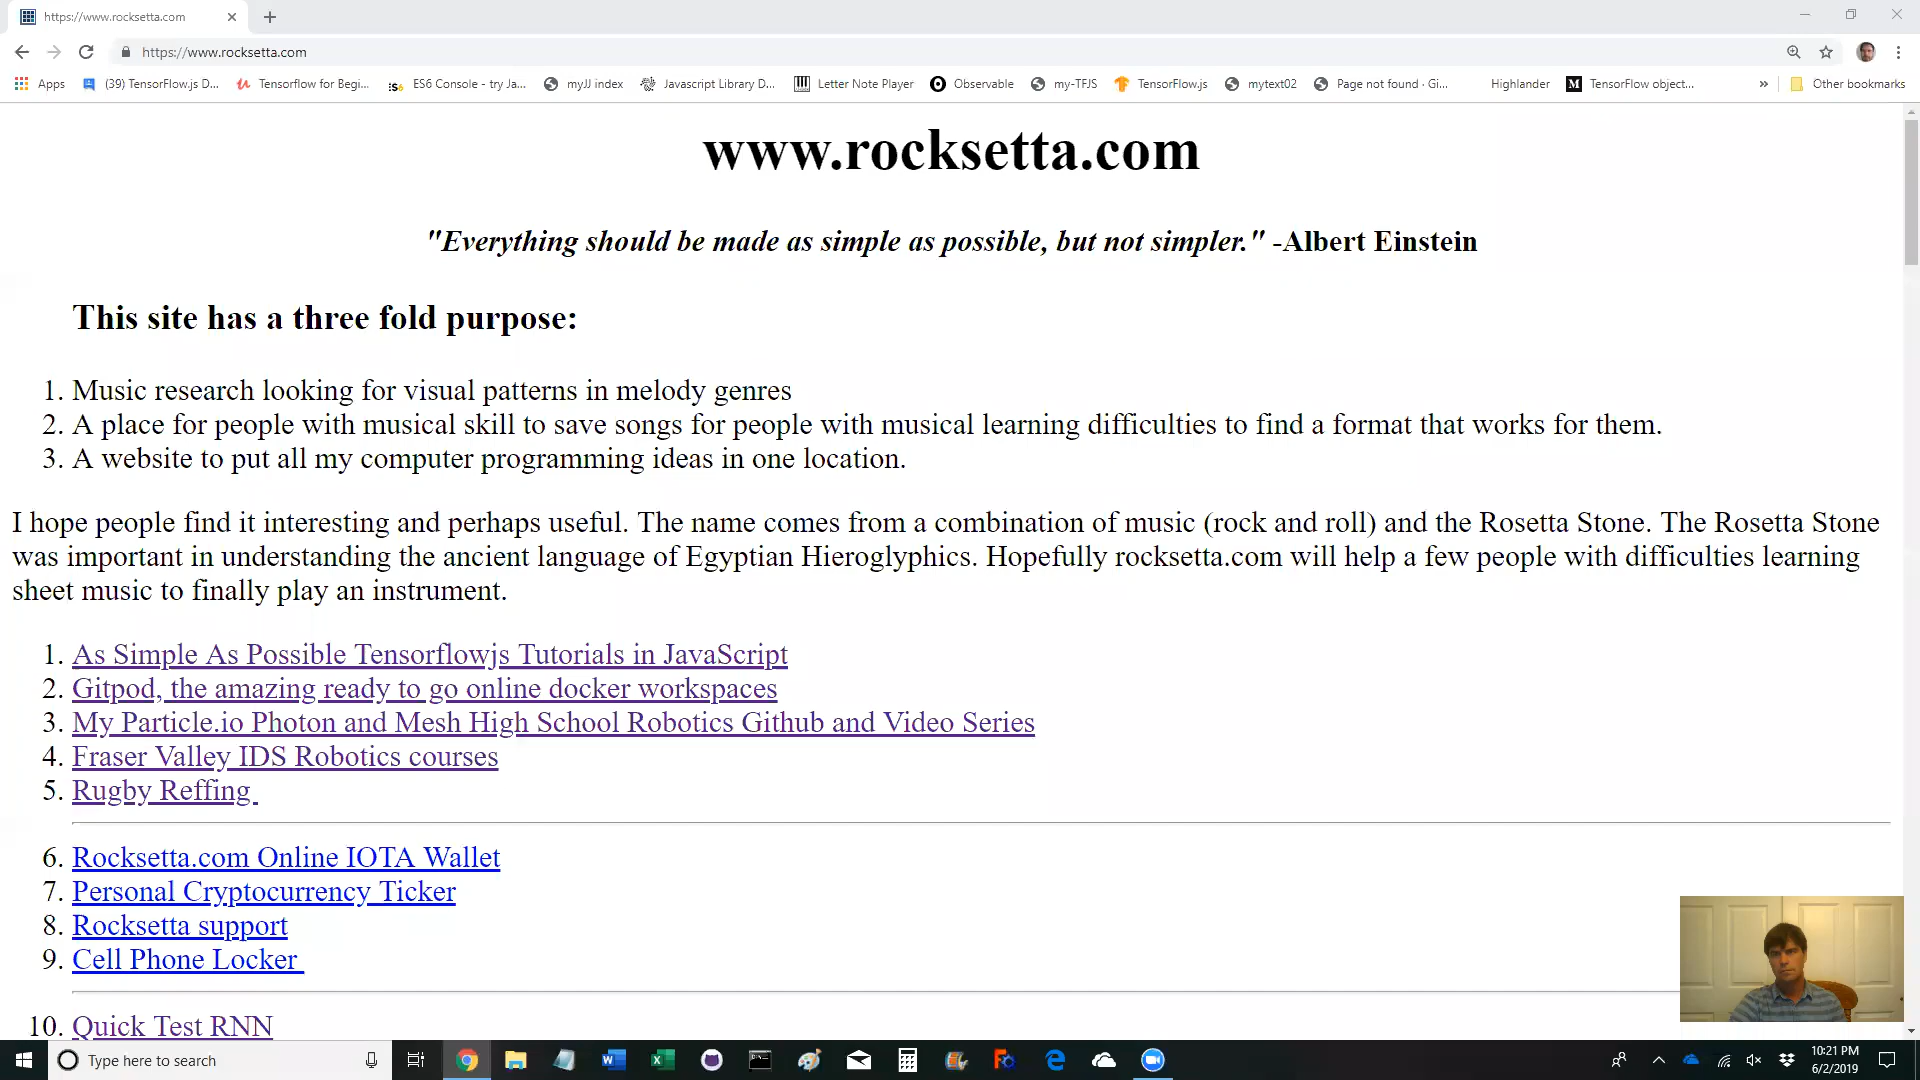 https://www.rocksetta.com
https://www.rocksetta.com
Apps (39) TensorFlow.js D... Tensorflow for Begi... ES6 Console - try Ja... myJJ index Javascript Library D... Letter Note Player Observable my-TFJS TensorFlow.js mytext02 Page not found · Gi... Highlander TensorFlow object... » Other bookmarks
www.rocksetta.com
"Everything should be made as simple as possible, but not simpler." -Albert Einstein
This site has a three fold purpose:
1. Music research looking for visual patterns in melody genres
2. A place for people with musical skill to save songs for people with musical learning difficulties to find a format that works for them.
3. A website to put all my computer programming ideas in one location.
I hope people find it interesting and perhaps useful. The name comes from a combination of music (rock and roll) and the Rosetta Stone. The Rosetta Stone
was important in understanding the ancient language of Egyptian Hieroglyphics. Hopefully rocksetta.com will help a few people with difficulties learning
sheet music to finally play an instrument.
1. As Simple As Possible Tensorflowjs Tutorials in JavaScript
2. Gitpod, the amazing ready to go online docker workspaces
3. My Particle.io Photon and Mesh High School Robotics Github and Video Series
4. Fraser Valley IDS Robotics courses
5. Rugby Reffing
6. Rocksetta.com Online IOTA Wallet
7. Personal Cryptocurrency Ticker
8. Rocksetta support
9. Cell Phone Locker
10. Quick Test RNN
Type here to search
10:21 PM
6/2/2019